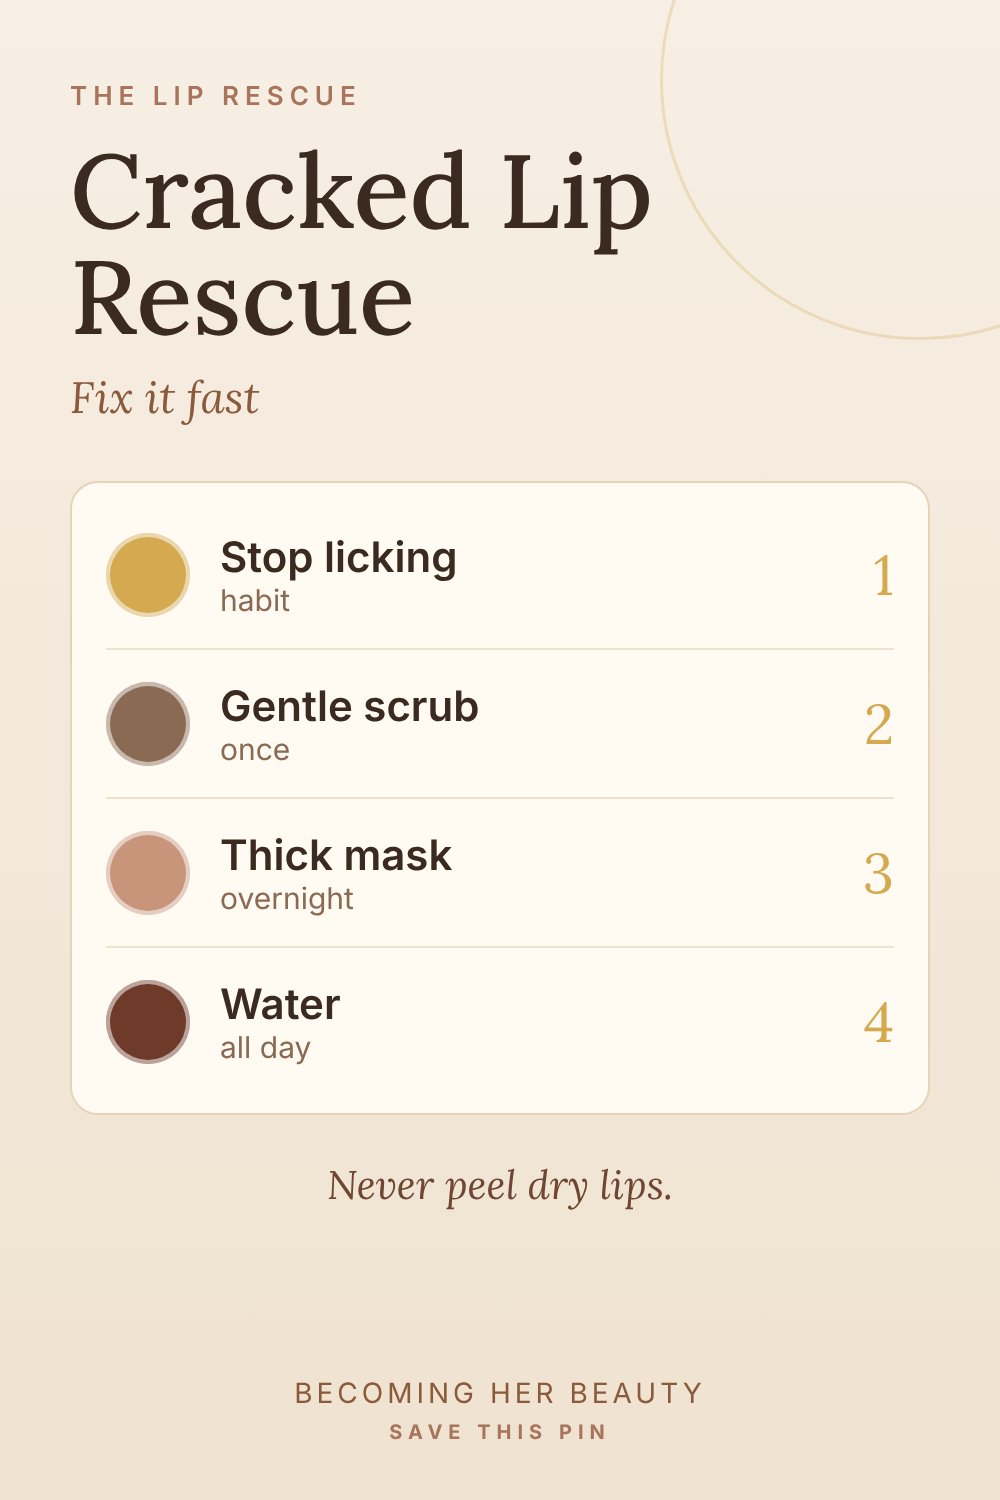 THE LIP RESCUE
Cracked Lip
Rescue
Fix it fast
Stop licking
habit
1
Gentle scrub
once
2
Thick mask
overnight
3
Water
all day
4
Never peel dry lips.
BECOMING HER BEAUTY
SAVE THIS PIN